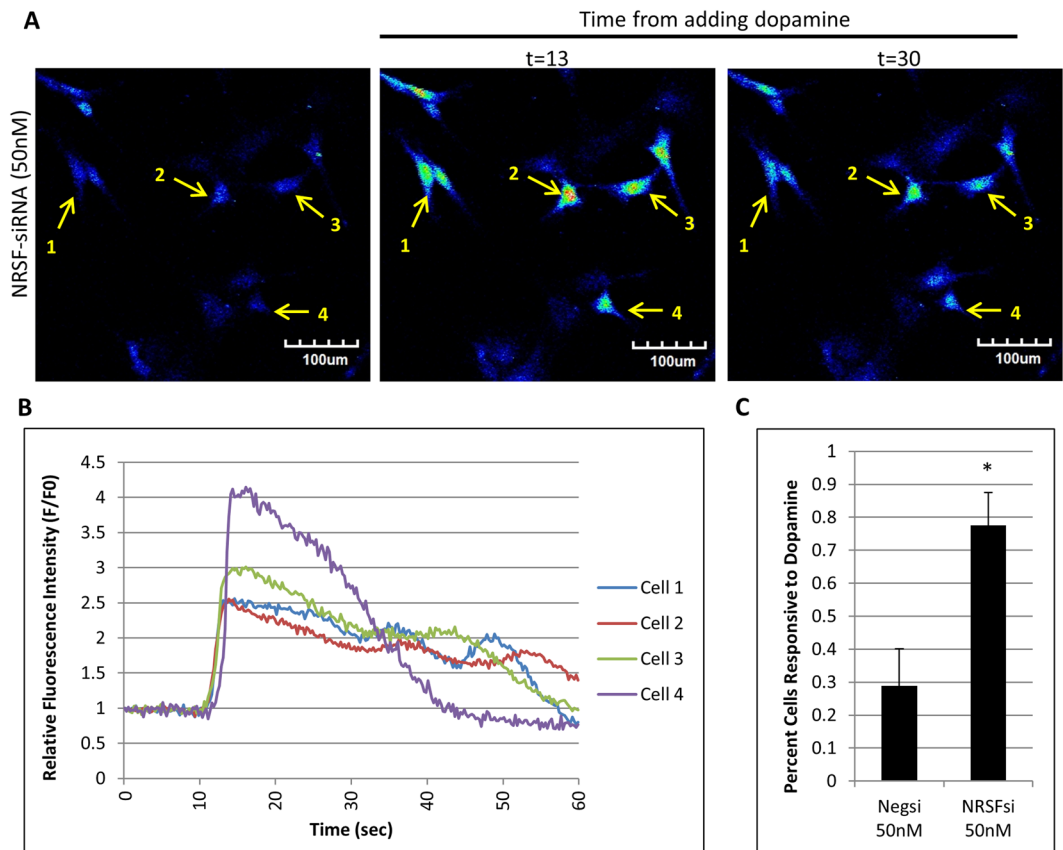 A
Time from adding dopamine
t=13
t=30
NRSF-siRNA (50nM)
1
2
3
4
100um
1
2
3
4
100um
1
2
3
4
100um
B
Relative Fluorescence Intensity (F/F0)
4.5
4
3.5
3
2.5
2
1.5
1
0.5
0
0
10
20
30
40
50
60
Time (sec)
Cell 1
Cell 2
Cell 3
Cell 4
C
Percent Cells Responsive to Dopamine
1
0.9
0.8
0.7
0.6
0.5
0.4
0.3
0.2
0.1
0
*
Negsi
50nM
NRSFsi
50nM